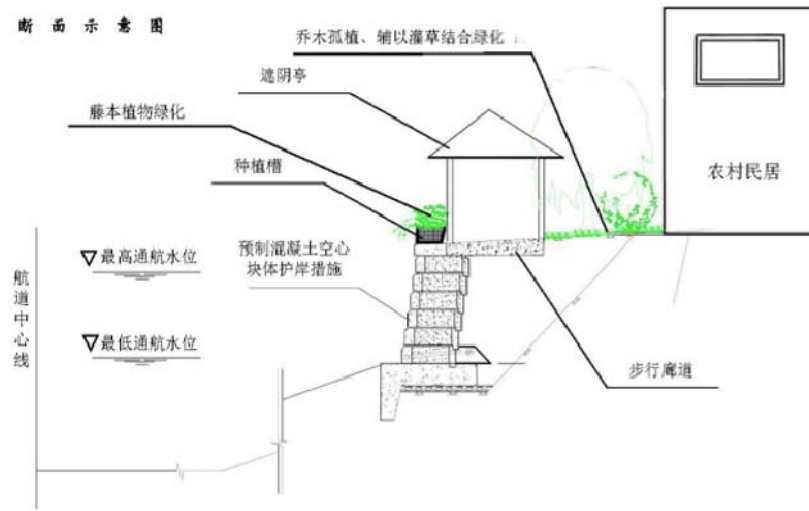 断面示意图
乔木孤植、辅以灌草结合绿化
遮阴亭
藤本植物绿化
种植槽
农村民居
最高通航水位
预制混凝土空心
块体护岸措施
航道中心线
最低通航水位
步行廊道